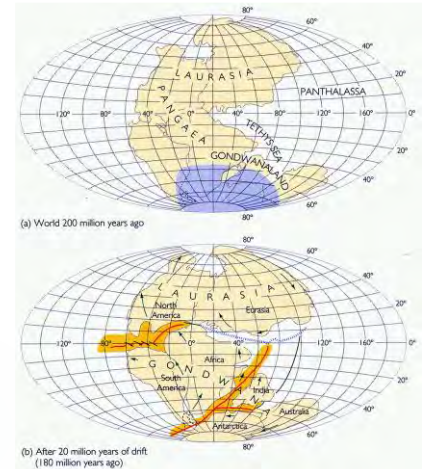 80°
60°
40°
20°
LAURASIA
PANTHALASSA
PANGAEA
120° 80° 40° 0° 40° 80° 120° 160°
TETHYS SEA
GONDWANALAND
20°
40°
60°
80°
(a) World 200 million years ago
80°
60°
40°
20°
LAURASIA
North
America
Eurasia
120° 80° 0° 40° 120° 160°
Africa
GONDWANA
South
America
India
20°
Australia
Antarctica
40°
60°
80°
(b) After 20 million years of drift
(180 million years ago)